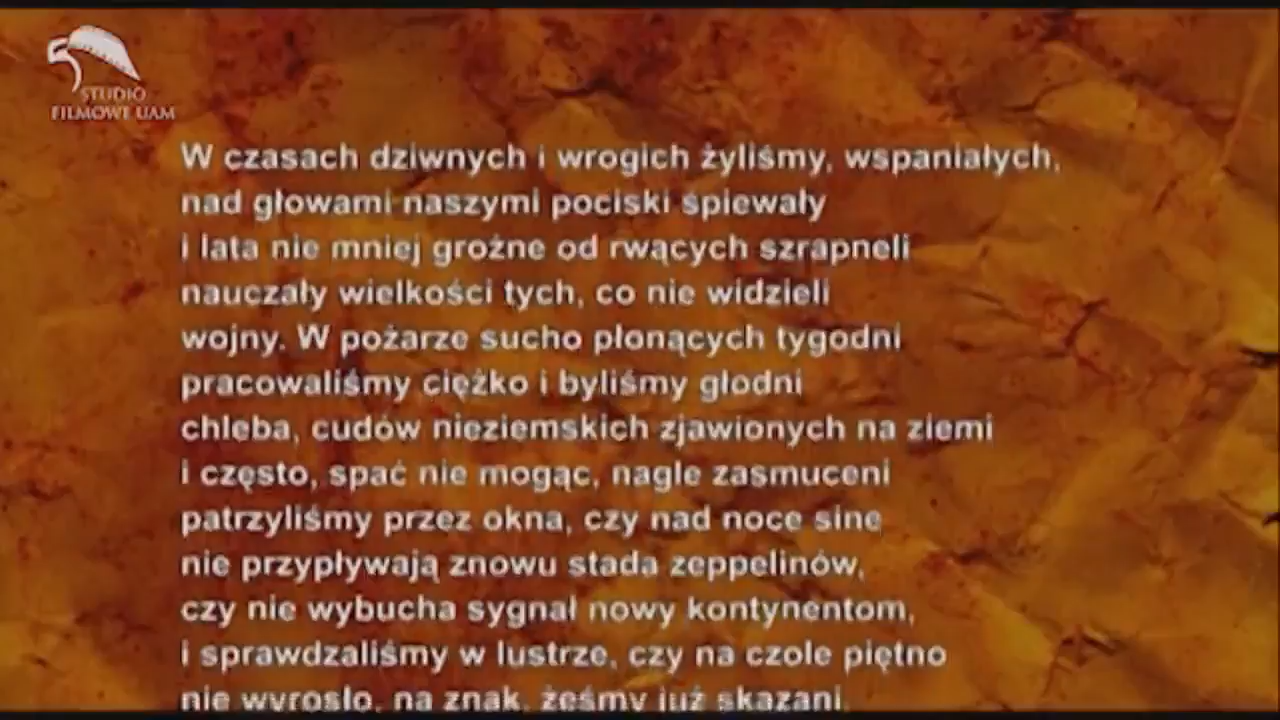 STUDIO
FILMOWE UAM
W czasach dziwnych i wrogich żyliśmy, wspaniałych,
nad głowami naszymi pociski śpiewały
i lata nie mniej groźne od rwących szrapneli
nauczały wielkości tych, co nie widzieli
wojny. W pożarze sucho płonących tygodni
pracowaliśmy ciężko i byliśmy głodni
chleba, cudów nieziemskich zjawionych na ziemi
i często, spać nie mogąc, nagle zasmuceni
patrzyliśmy przez okna, czy nad noce sine
nie przypływają znowu stada zeppelinów,
czy nie wybucha sygnał nowy kontynentom,
i sprawdzaliśmy w lustrze, czy na czole piętno
nie wyrosło, na znak, żeśmy już skazani.